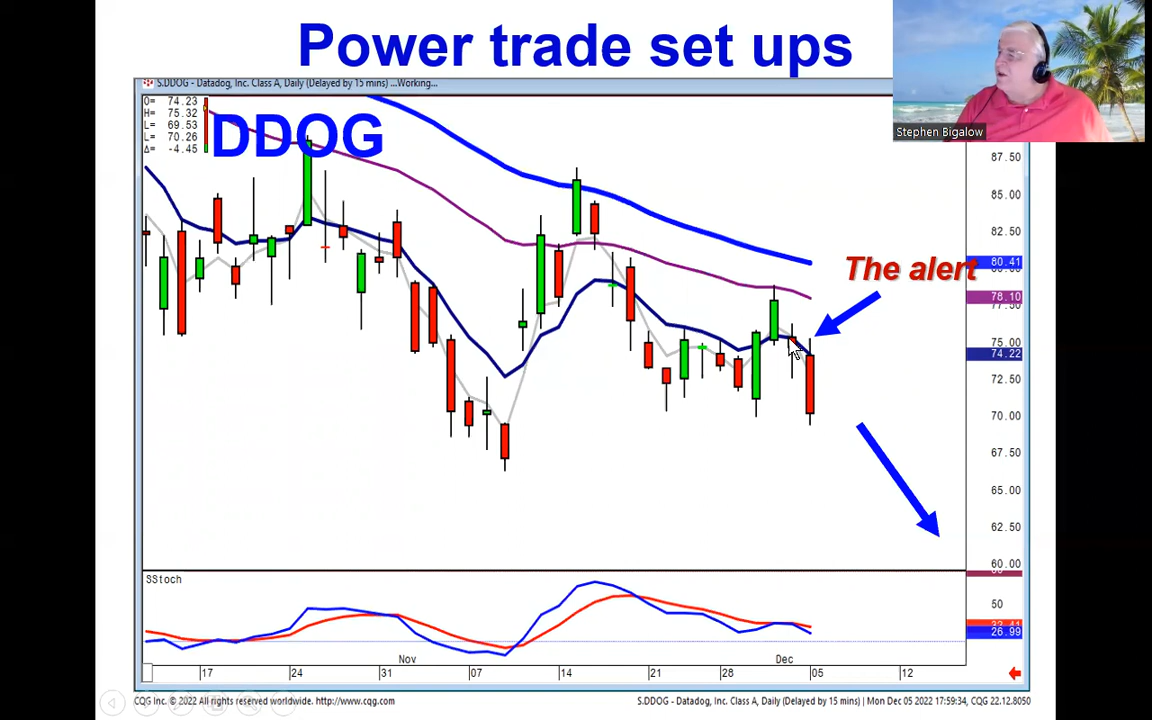 Power trade set ups
S.DDOG - Datadog, Inc. Class A, Daily (Delayed by 15 mins) ...Working...
O= 74.23
H= 75.32
L= 69.53
L= 70.26
Δ= -4.45
DDOG
Stephen Bigalow
87.50
85.00
82.50
80.41
The alert
78.10
77.50
75.00
74.22
72.50
70.00
67.50
65.00
62.50
60.00
SStoch
50
26.99
Nov
Dec
17
24
31
07
14
21
28
05
12
CQG Inc. © 2022 All rights reserved worldwide. http://www.cqg.com
S.DDOG - Datadog, Inc. Class A, Daily | Mon Dec 05 2022 17:59:34, CQG 22.12.8050